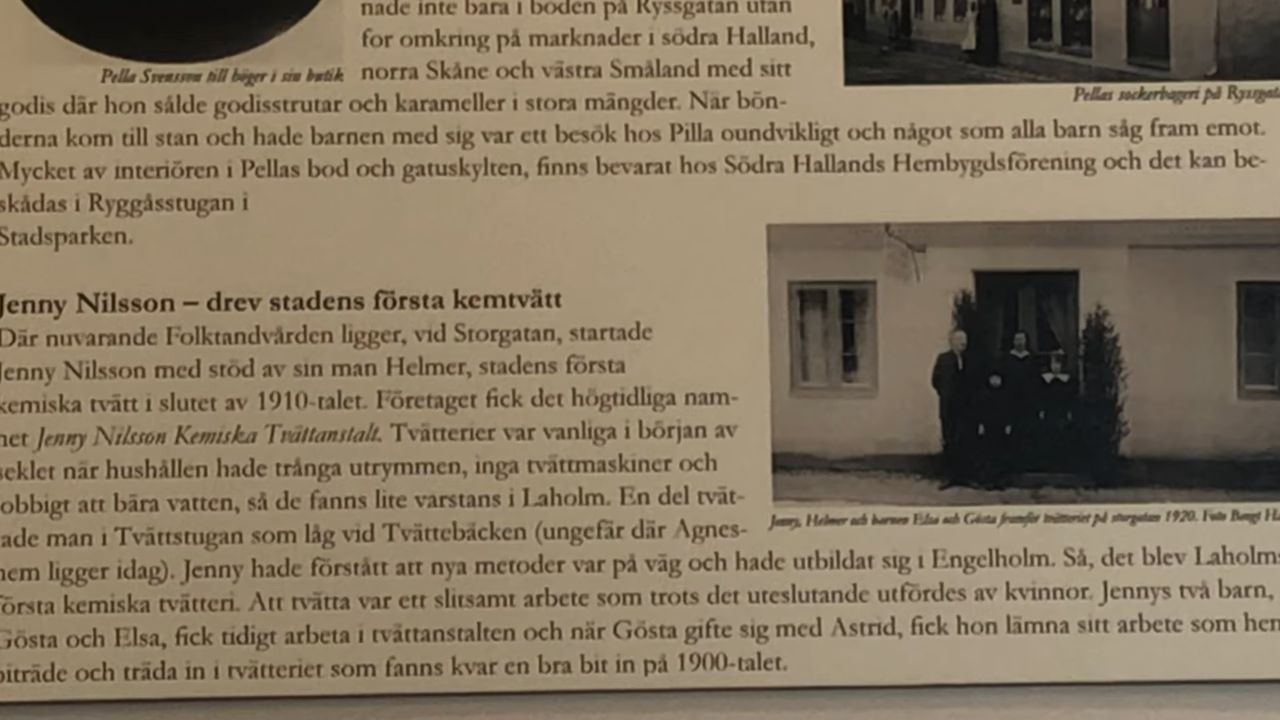 nade inte bara i boden på Ryssgatan utan
for omkring på marknader i södra Halland,
Pella Svensson till höger i sin butik
norra Skåne och västra Småland med sitt
Pellas sockerbageri på Ryssgat
godis där hon sålde godisstrutar och karameller i stora mängder. När bön-
derna kom till stan och hade barnen med sig var ett besök hos Pilla oundvikligt och något som alla barn såg fram emot.
Mycket av interiören i Pellas bod och gatuskylten, finns bevarat hos Södra Hallands Hembygdsförening och det kan be-
skådas i Ryggåsstugan i
Stadsparken.
Jenny Nilsson – drev stadens första kemtvätt
Där nuvarande Folktandvården ligger, vid Storgatan, startade
Jenny Nilsson med stöd av sin man Helmer, stadens första
kemiska tvätt i slutet av 1910-talet. Företaget fick det högtidliga nam-
net Jenny Nilsson Kemiska Tvättanstalt. Tvätterier var vanliga i början av
seklet när hushållen hade trånga utrymmen, inga tvättmaskiner och
obbigt att bära vatten, så de fanns lite varstans i Laholm. En del tvät-
tade man i Tvättstugan som låg vid Tvättebäcken (ungefär där Agnes-
hem ligger idag). Jenny hade förstått att nya metoder var på väg och hade utbildat sig i Engelholm. Så, det blev Laholms
första kemiska tvätteri. Att tvätta var ett slitsamt arbete som trots det uteslutande utfördes av kvinnor. Jennys två barn,
Gösta och Elsa, fick tidigt arbeta i tvättanstalten och när Gösta gifte sig med Astrid, fick hon lämna sitt arbete som hem
biträde och träda in i tvätteriet som fanns kvar en bra bit in på 1900-talet.
Jenny, Helmer och barnen Elsa och Gösta framför tvätteriet på storgatan 1920. Foto Bengt